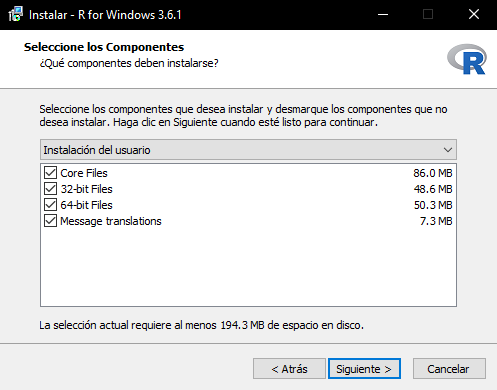 Instalar - R for Windows 3.6.1
Seleccione los Componentes
¿Qué componentes deben instalarse?
R
Seleccione los componentes que desea instalar y desmarque los componentes que no
desea instalar. Haga clic en Siguiente cuando esté listo para continuar.
Instalación del usuario
Core Files 86.0 MB
32-bit Files 48.6 MB
64-bit Files 50.3 MB
Message translations 7.3 MB
La selección actual requiere al menos 194.3 MB de espacio en disco.
< Atrás Siguiente > Cancelar